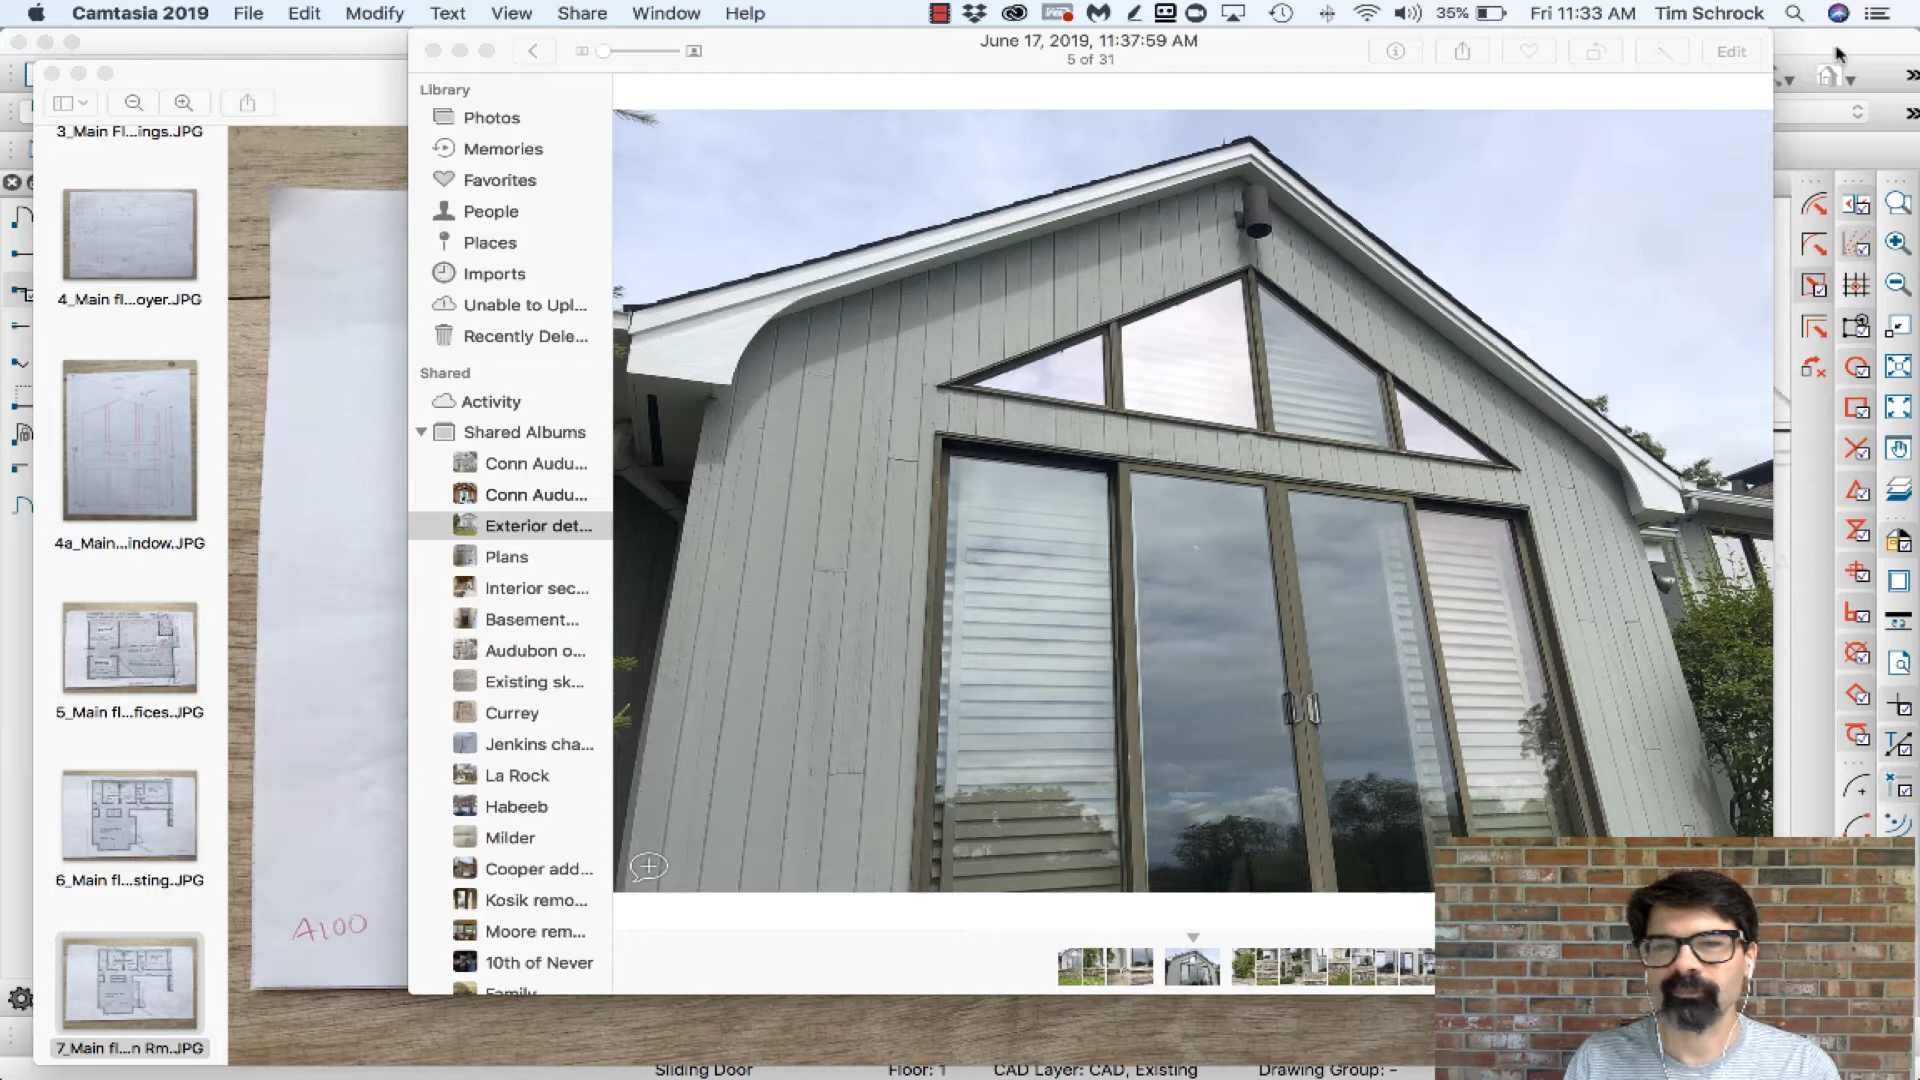 Camtasia 2019 File Edit Modify Text View Share Window Help 35% Fri 11:33 AM Tim Schrock
June 17, 2019, 11:37:59 AM
5 of 31
Edit
3_Main Fl...ings.JPG
4_Main fl...oyer.JPG
4a_Main...indow.JPG
5_Main fl...fices.JPG
6_Main fl...sting.JPG
7_Main fl...n Rm.JPG
A100
Library
Photos
Memories
Favorites
People
Places
Imports
Unable to Upl...
Recently Dele...
Shared
Activity
Shared Albums
Conn Audu...
Conn Audu...
Exterior det...
Plans
Interior sec...
Basement...
Audubon o...
Existing sk...
Currey
Jenkins cha...
La Rock
Habeeb
Milder
Cooper add...
Kosik remo...
Moore rem...
10th of Never
Family
Sliding Door Floor: 1 CAD Layer: CAD, Existing Drawing Group: -